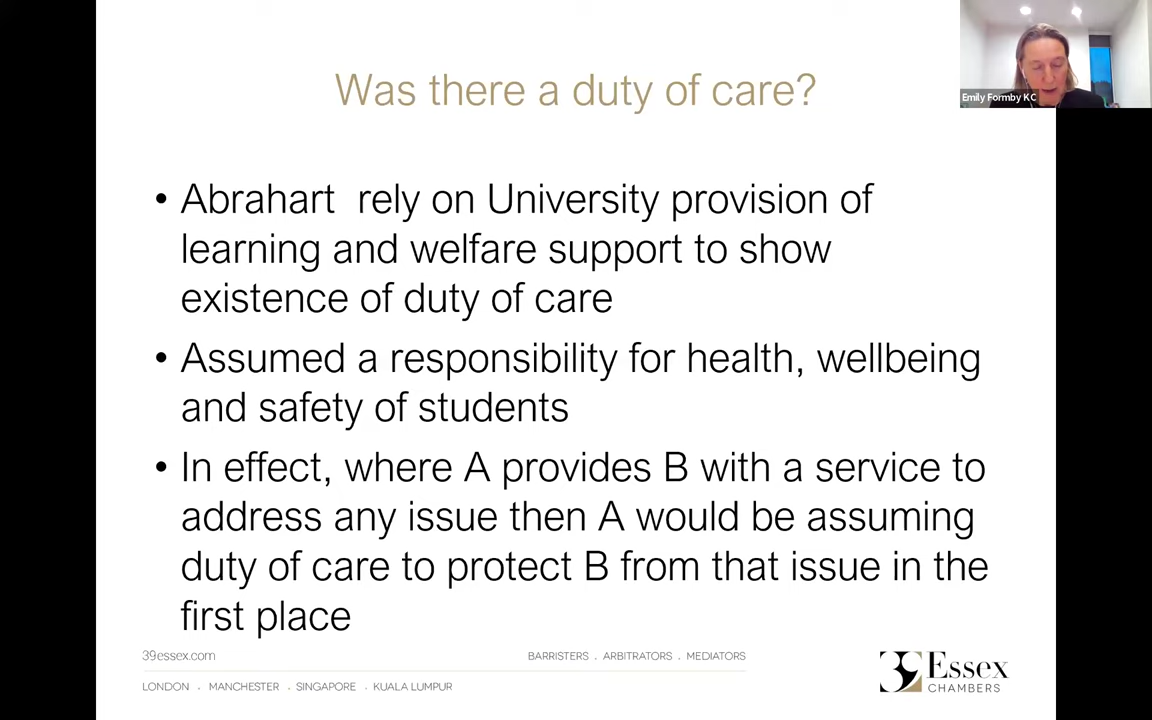 Was there a duty of care?
Emily Formby KC
• Abrahart rely on University provision of
learning and welfare support to show
existence of duty of care
• Assumed a responsibility for health, wellbeing
and safety of students
• In effect, where A provides B with a service to
address any issue then A would be assuming
duty of care to protect B from that issue in the
first place
39essex.com
BARRISTERS . ARBITRATORS . MEDIATORS
LONDON . MANCHESTER . SINGAPORE . KUALA LUMPUR
39 Essex
CHAMBERS